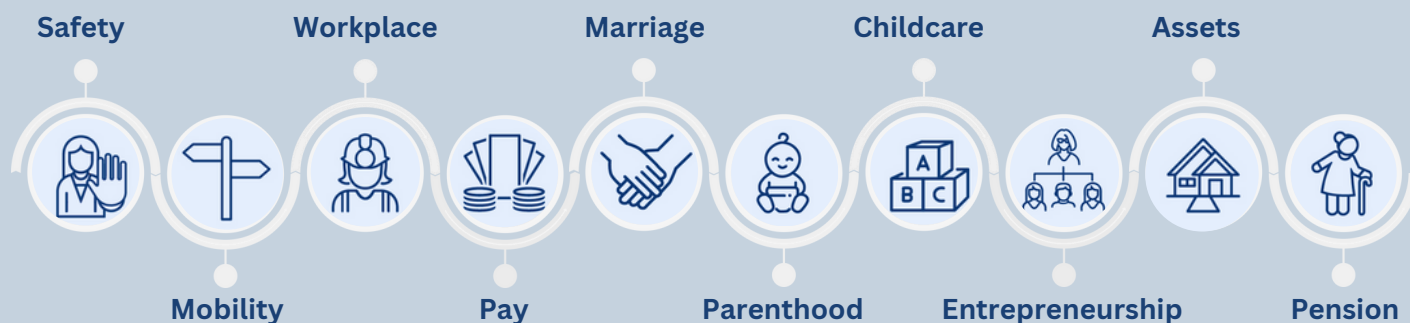 Safety
Workplace
Marriage
Childcare
Assets
A
B C
Mobility
Pay
Parenthood
Entrepreneurship
Pension